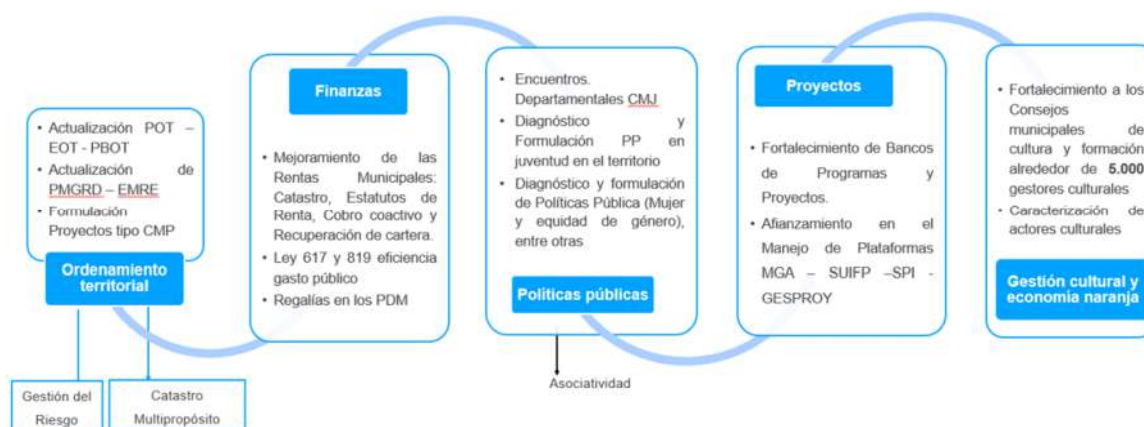 • Actualización POT –
EOT - PBOT
• Actualización de
PMGRD – EMRE
• Formulación
Proyectos tipo CMP
Ordenamiento
territorial
Gestión del
Riesgo
Catastro
Multipropósito
Finanzas
• Mejoramiento de las
Rentas Municipales:
Catastro, Estatutos de
Renta, Cobro coactivo y
Recuperación de cartera.
• Ley 617 y 819 eficiencia
gasto público
• Regalías en los PDM
• Encuentros.
Departamentales CMJ
• Diagnóstico y
Formulación PP en
juventud en el territorio
• Diagnóstico y formulación
de Políticas Pública (Mujer
y equidad de género),
entre otras
Políticas públicas
Asociatividad
Proyectos
• Fortalecimiento de Bancos
de Programas y
Proyectos.
• Afianzamiento en el
Manejo de Plataformas
MGA – SUIFP –SPI -
GESPROY
• Fortalecimiento a los
Consejos
municipales de
cultura y formación
alrededor de 5.000
gestores culturales
• Caracterización de
actores culturales
Gestión cultural y
economía naranja